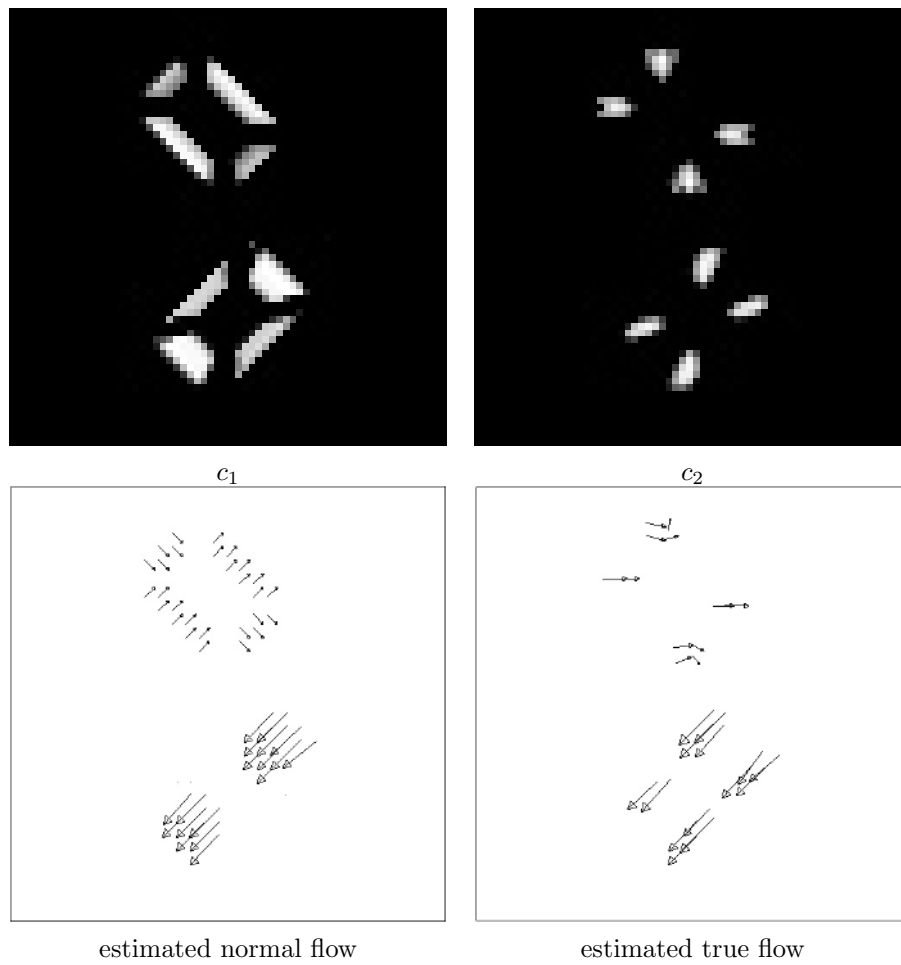 c₁
c₂
estimated normal flow
estimated true flow